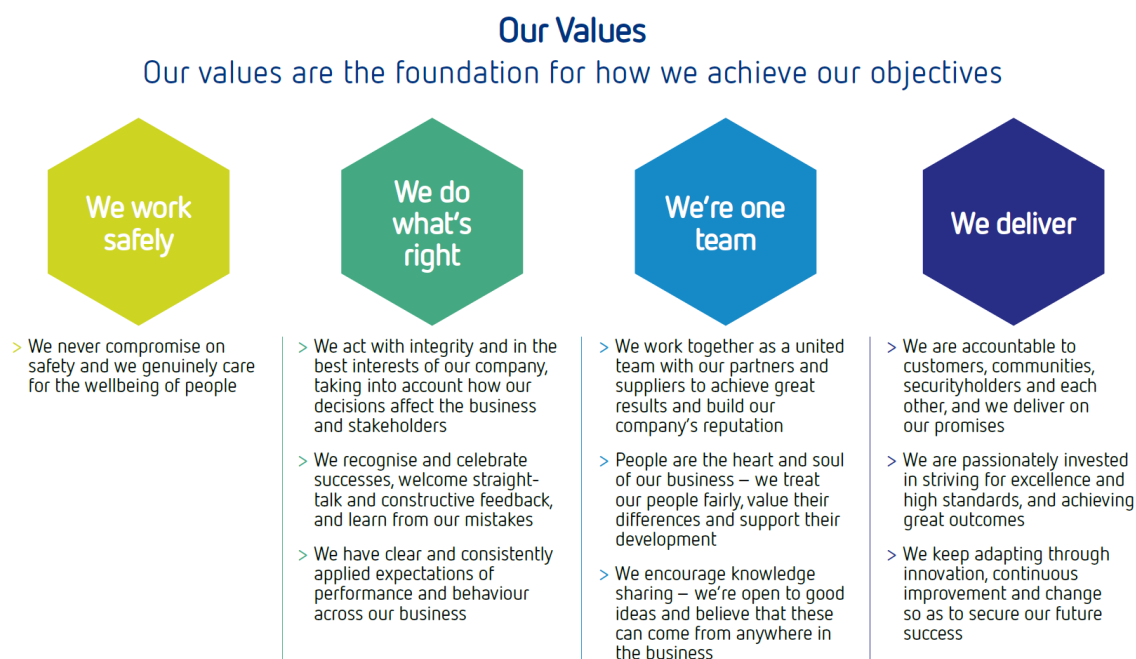 Our Values
Our values are the foundation for how we achieve our objectives
We work
safely
> We never compromise on
safety and we genuinely care
for the wellbeing of people
We do
what's
right
> We act with integrity and in the
best interests of our company,
taking into account how our
decisions affect the business
and stakeholders
> We recognise and celebrate
successes, welcome straight-
talk and constructive feedback,
and learn from our mistakes
> We have clear and consistently
applied expectations of
performance and behaviour
across our business
We're one
team
> We work together as a united
team with our partners and
suppliers to achieve great
results and build our
company's reputation
> People are the heart and soul
of our business – we treat
our people fairly, value their
differences and support their
development
> We encourage knowledge
sharing – we're open to good
ideas and believe that these
can come from anywhere in
the business
We deliver
> We are accountable to
customers, communities,
securityholders and each
other, and we deliver on
our promises
> We are passionately invested
in striving for excellence and
high standards, and achieving
great outcomes
> We keep adapting through
innovation, continuous
improvement and change
so as to secure our future
success